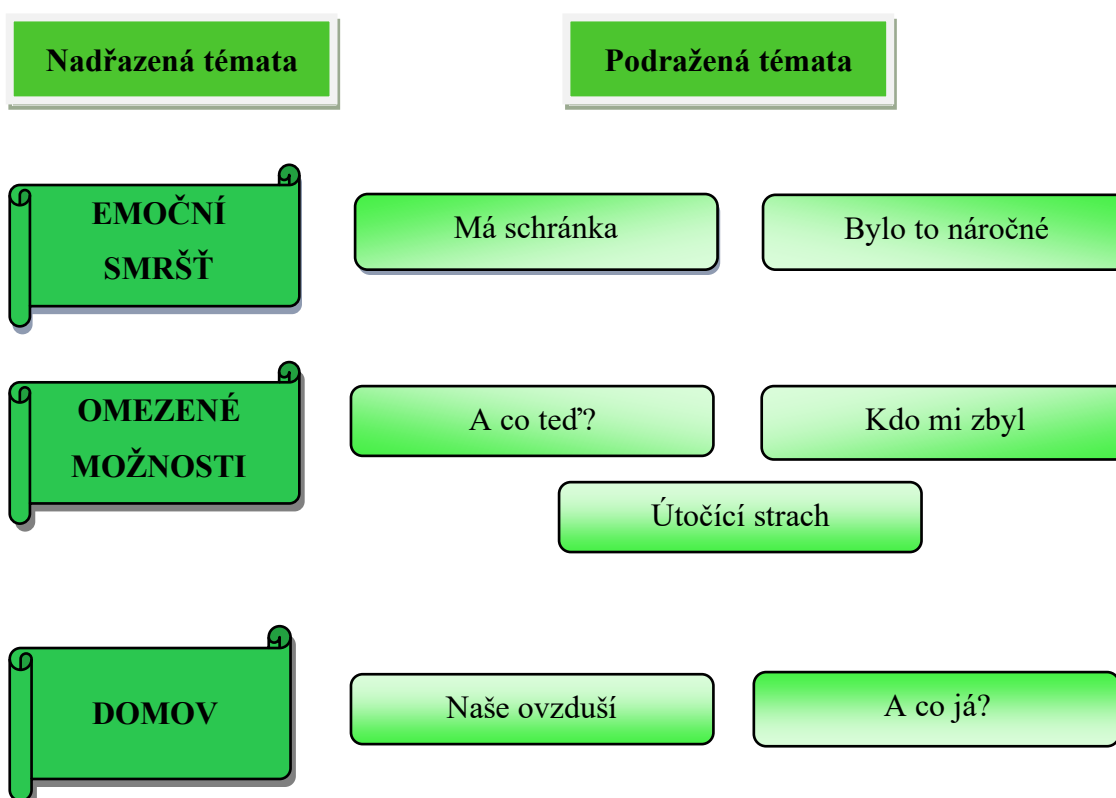 Nadřazená témata
Podražená témata
EMOČNÍ
SMRŠŤ
Má schránka
Bylo to náročné
OMEZENÉ
MOŽNOSTI
A co teď?
Kdo mi zbyl
Útočící strach
DOMOV
Naše ovzduší
A co já?